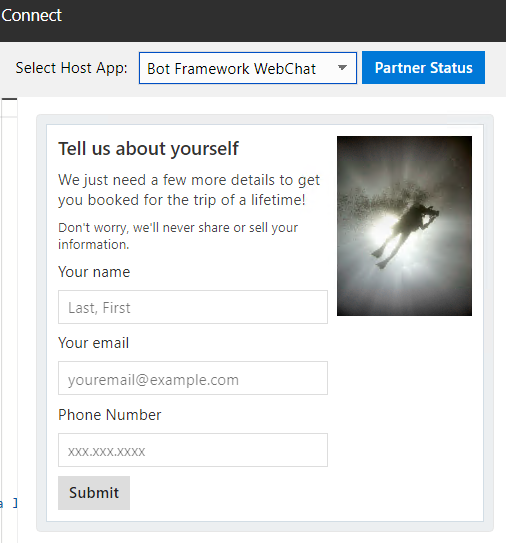 Connect
Select Host App: Bot Framework WebChat Partner Status
Tell us about yourself
We just need a few more details to get
you booked for the trip of a lifetime!
Don't worry, we'll never share or sell your
information.
Your name
Last, First
Your email
youremail@example.com
Phone Number
xxx.xxx.xxxx
a ]
Submit